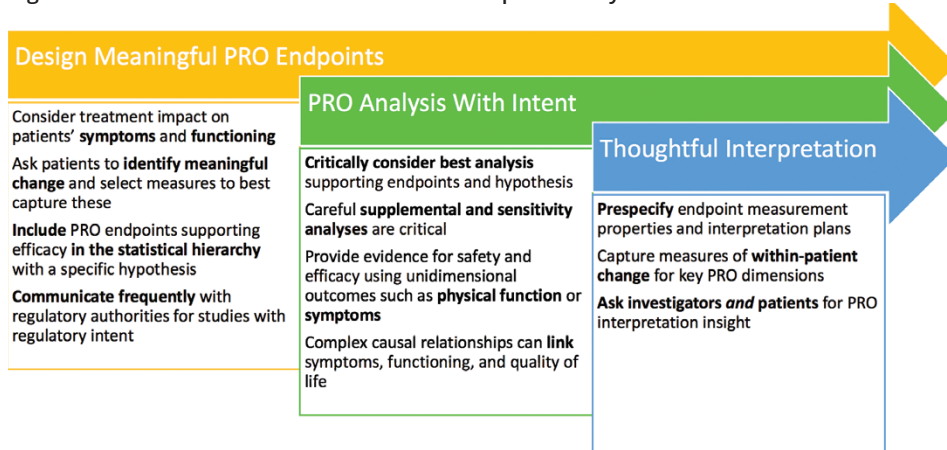 Design Meaningful PRO Endpoints
Consider treatment impact on
patients' symptoms and functioning
Ask patients to identify meaningful
change and select measures to best
capture these
Include PRO endpoints supporting
efficacy in the statistical hierarchy
with a specific hypothesis
Communicate frequently with
regulatory authorities for studies with
regulatory intent
PRO Analysis With Intent
Critically consider best analysis
supporting endpoints and hypothesis
Careful supplemental and sensitivity
analyses are critical
Provide evidence for safety and
efficacy using unidimensional
outcomes such as physical function or
symptoms
Complex causal relationships can link
symptoms, functioning, and quality of
life
Thoughtful Interpretation
Prespecify endpoint measurement
properties and interpretation plans
Capture measures of within-patient
change for key PRO dimensions
Ask investigators and patients for PRO
interpretation insight